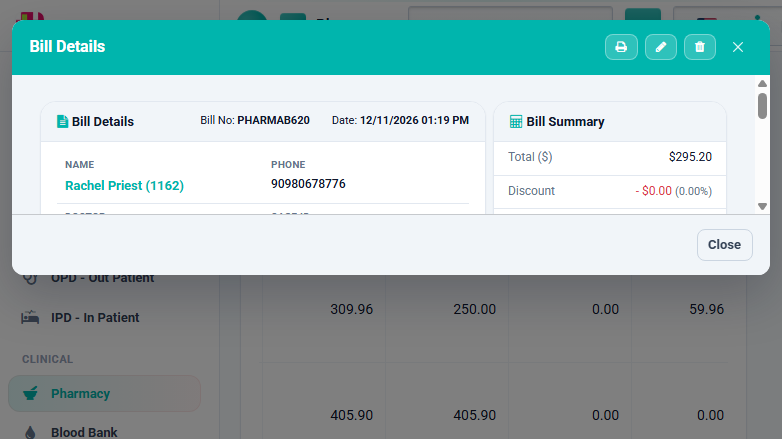 Bill Details
Bill Details
Bill No: PHARMAB620
Date: 12/11/2026 01:19 PM
NAME
PHONE
Rachel Priest (1162)
90980678776
Bill Summary
Total ($)
$295.20
Discount
- $0.00 (0.00%)
Close
OPD - Out Patient
IPD - In Patient
CLINICAL
Pharmacy
Blood Bank
309.96
250.00
0.00
59.96
405.90
405.90
0.00
0.00